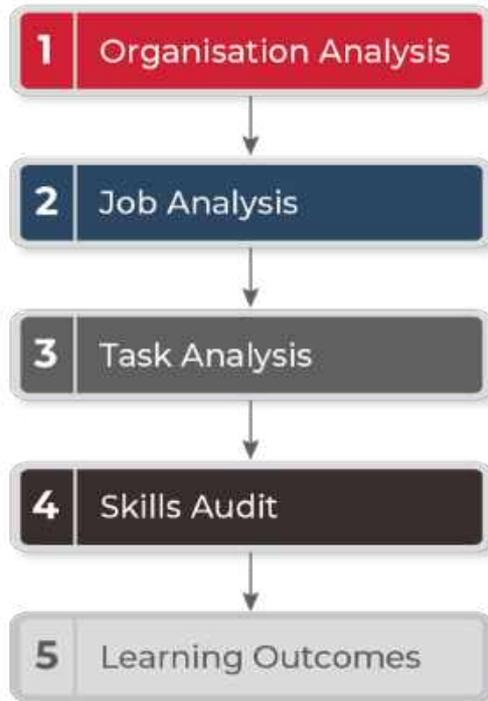 1 Organisation Analysis
2 Job Analysis
3 Task Analysis
4 Skills Audit
5 Learning Outcomes